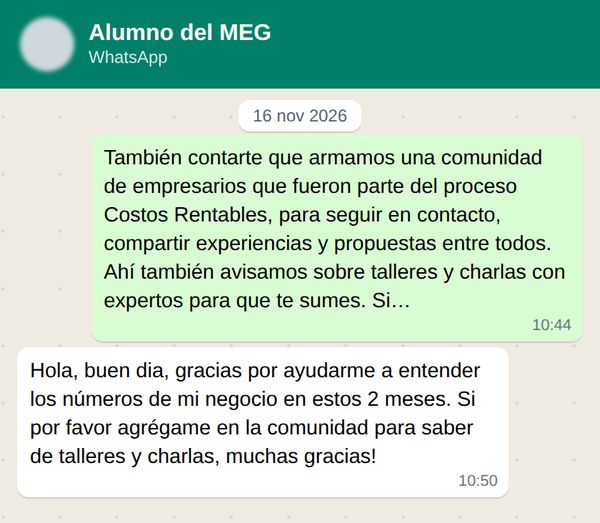 Alumno del MEG
WhatsApp
16 nov 2026
También contarte que armamos una comunidad
de empresarios que fueron parte del proceso
Costos Rentables, para seguir en contacto,
compartir experiencias y propuestas entre todos.
Ahí también avisamos sobre talleres y charlas con
expertos para que te sumes. Si…
10:44
Hola, buen dia, gracias por ayudarme a entender
los números de mi negocio en estos 2 meses. Si
por favor agrégame en la comunidad para saber
de talleres y charlas, muchas gracias!
10:50